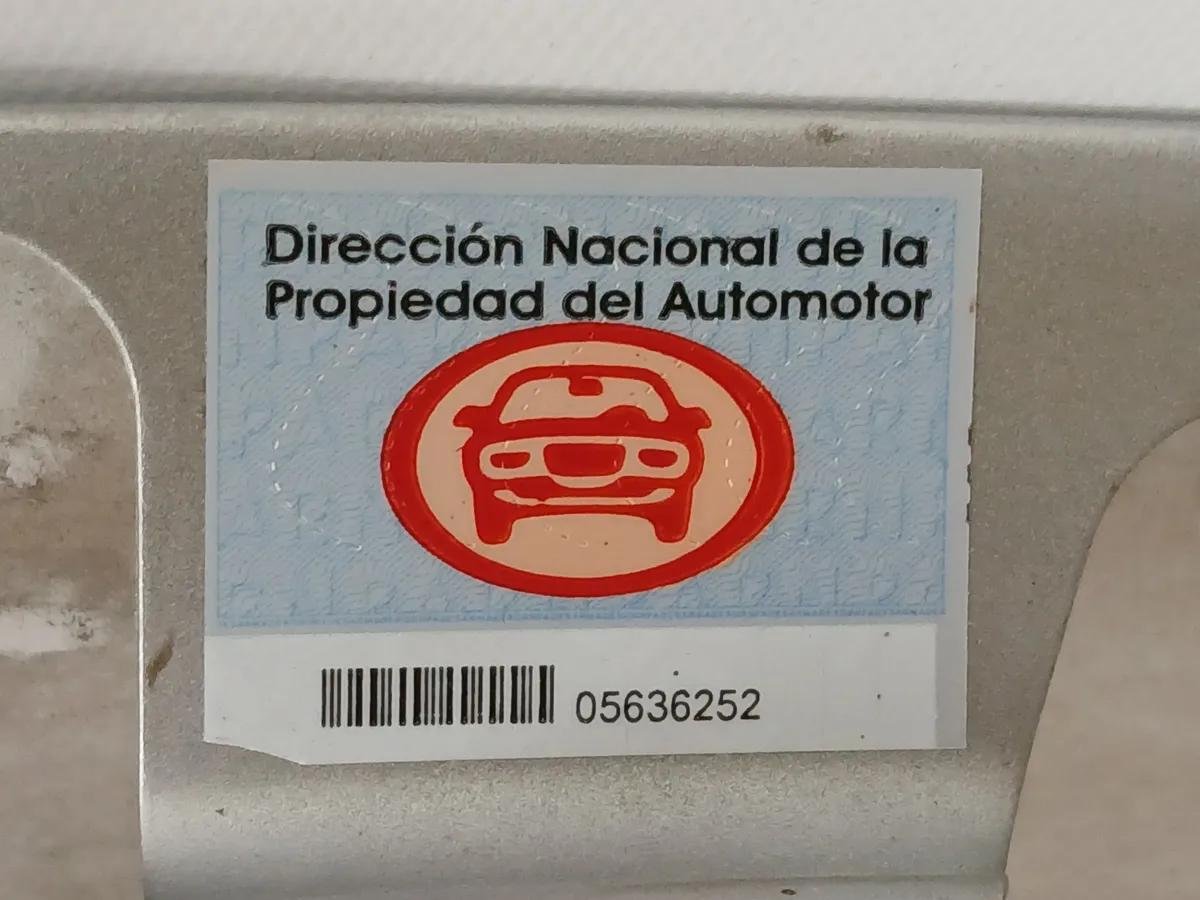 Dirección Nacional de la
Propiedad del Automotor
05636252